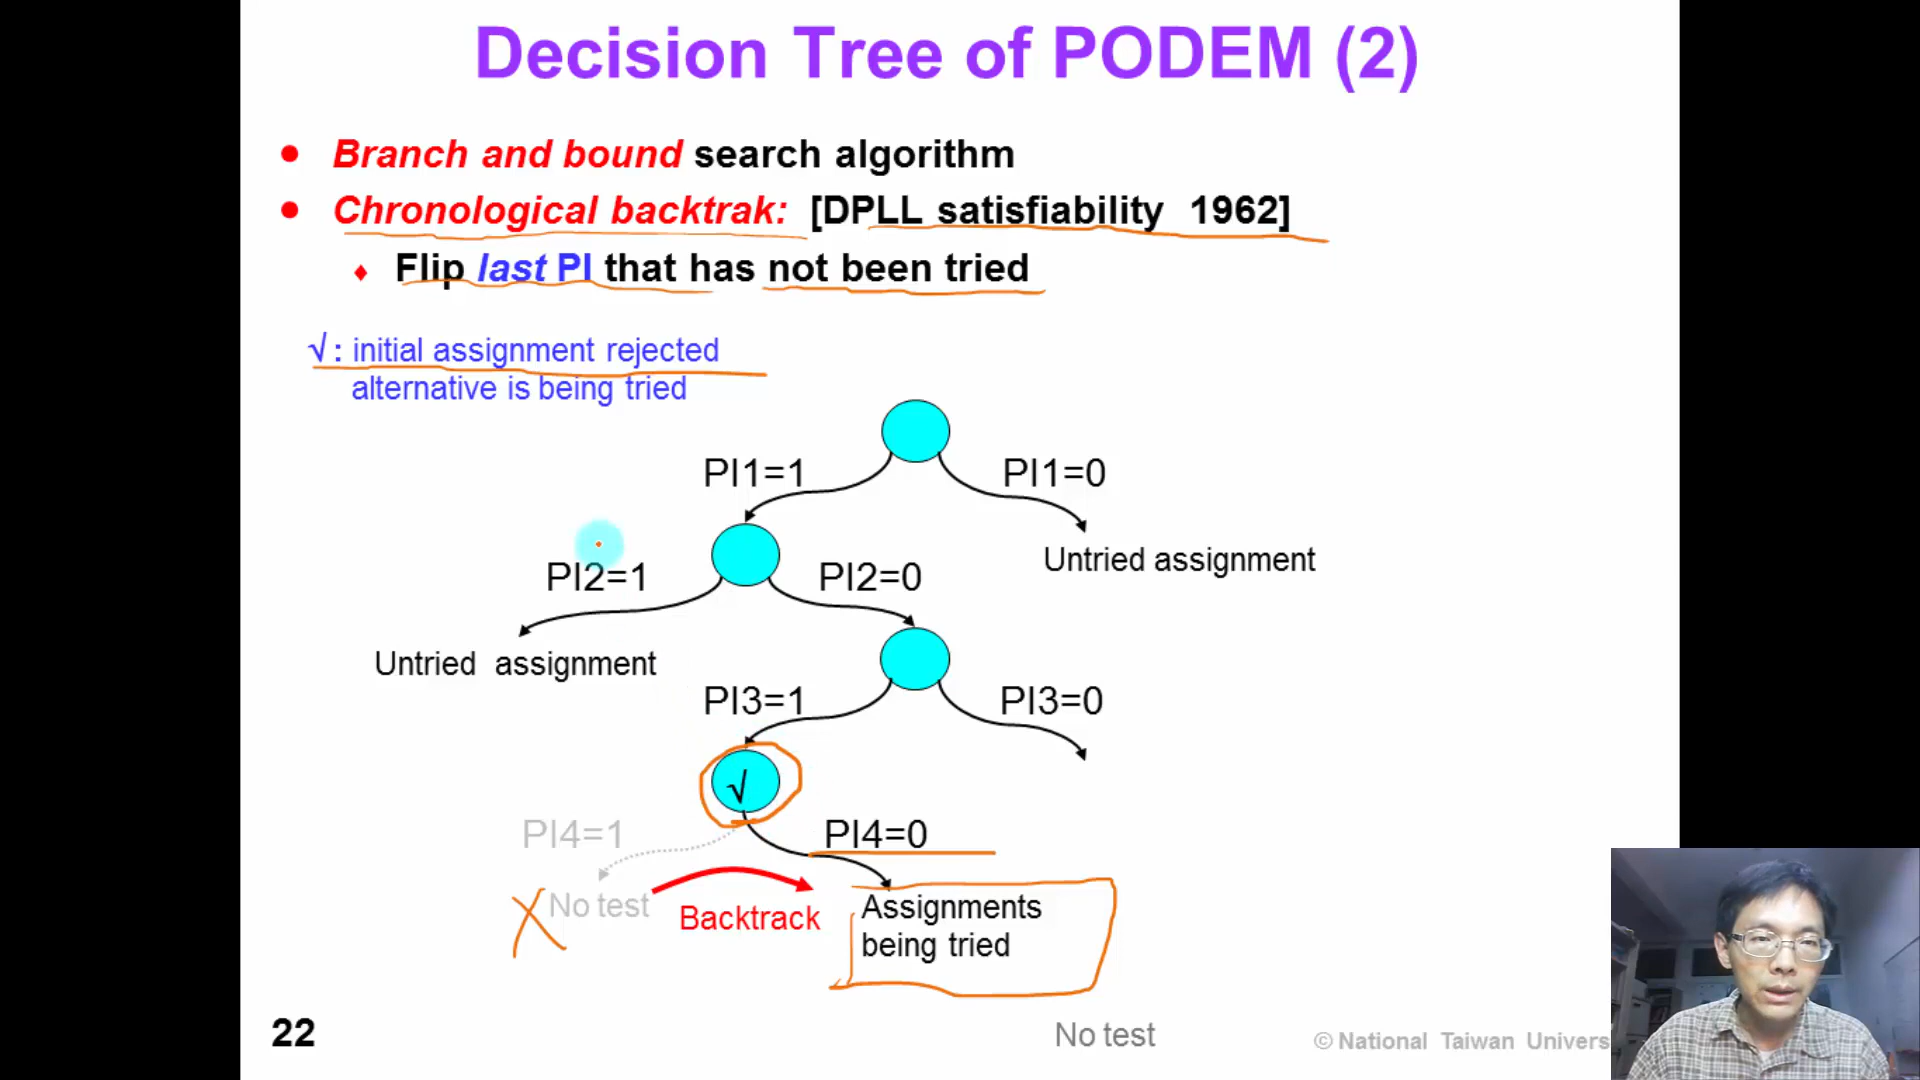 Decision Tree of PODEM (2)
• Branch and bound search algorithm
• Chronological backtrak: [DPLL satisfiability 1962]
♦ Flip last PI that has not been tried
√ : initial assignment rejected
alternative is being tried
PI1=1
PI1=0
PI2=1
PI2=0
Untried assignment
Untried assignment
PI3=1
PI3=0
√
PI4=1
PI4=0
No test
Backtrack
Assignments
being tried
22
No test
© National Taiwan Univers